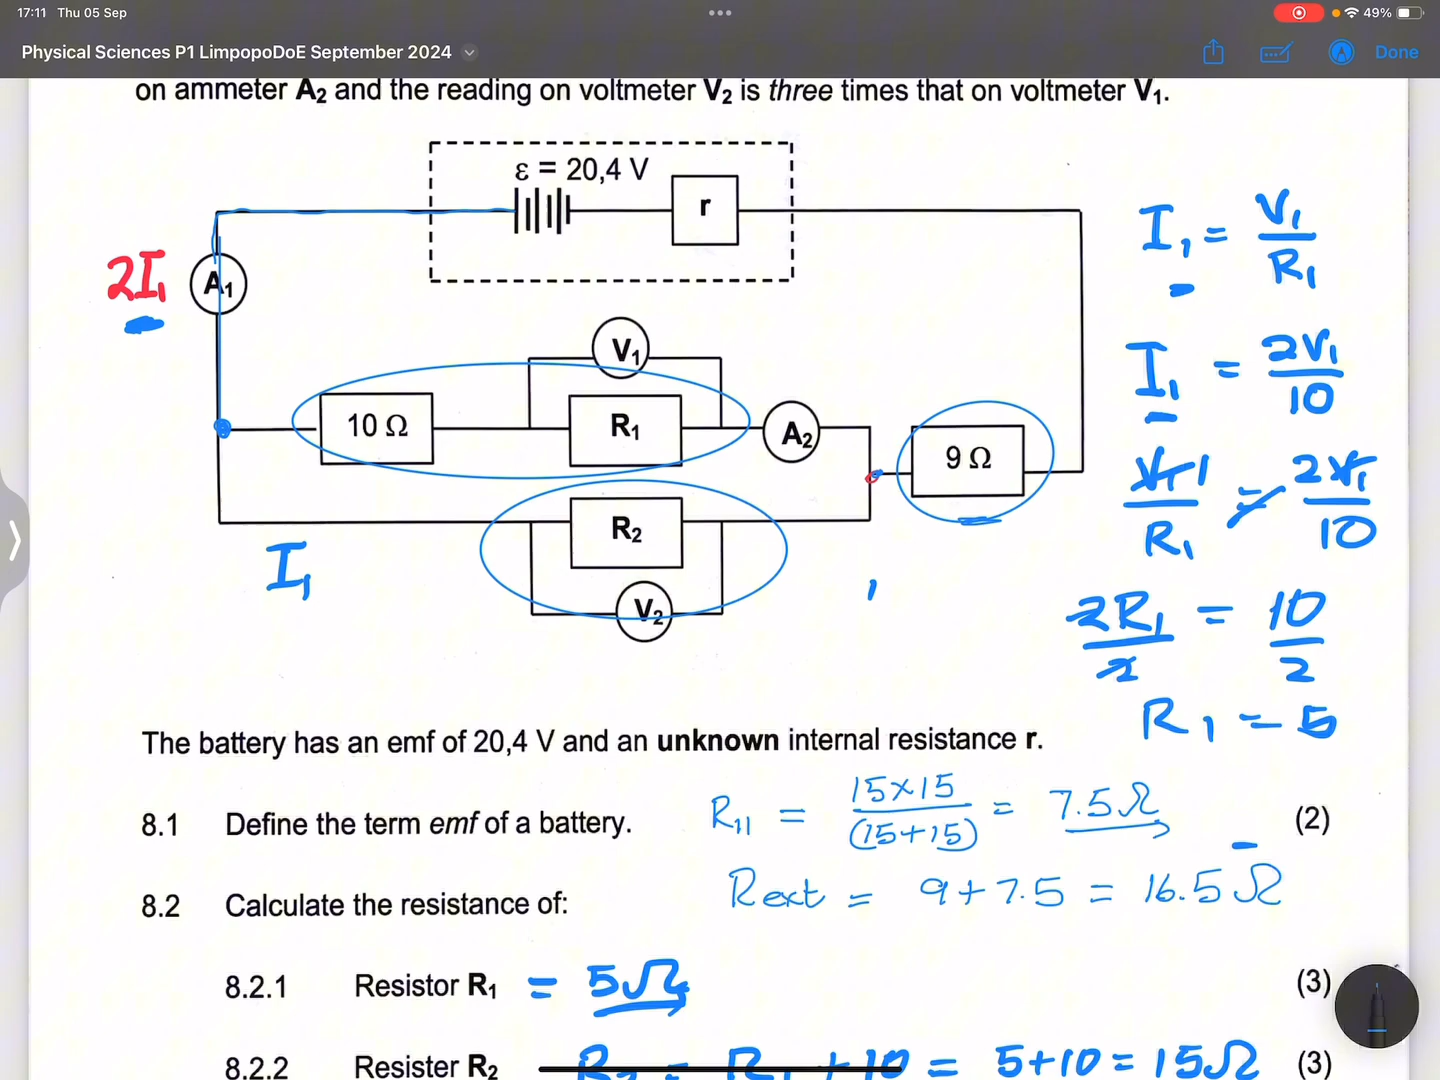 17:11 Thu 05 Sep
49%
Physical Sciences P1 LimpopoDoE September 2024
Done
on ammeter A₂ and the reading on voltmeter V₂ is three times that on voltmeter V₁.
ε = 20,4 V
r
2I₁
A₁
V₁
10 Ω
R₁
A₂
9 Ω
R₂
I₁
V₂
I₁ = V₁/R₁
I₁ = 2V₁/10
V₁1/R₁ = 2V₁/10
2R₁/2 = 10/2
R₁ = 5
The battery has an emf of 20,4 V and an unknown internal resistance r.
R₁₁ = 15×15/(15+15) = 7.5Ω
8.1 Define the term emf of a battery. (2)
Rext = 9+7.5 = 16.5Ω
8.2 Calculate the resistance of:
8.2.1 Resistor R₁ = 5Ω (3)
8.2.2 Resister R₂ R₂ = R₁ + 10 = 5+10 = 15Ω (3)